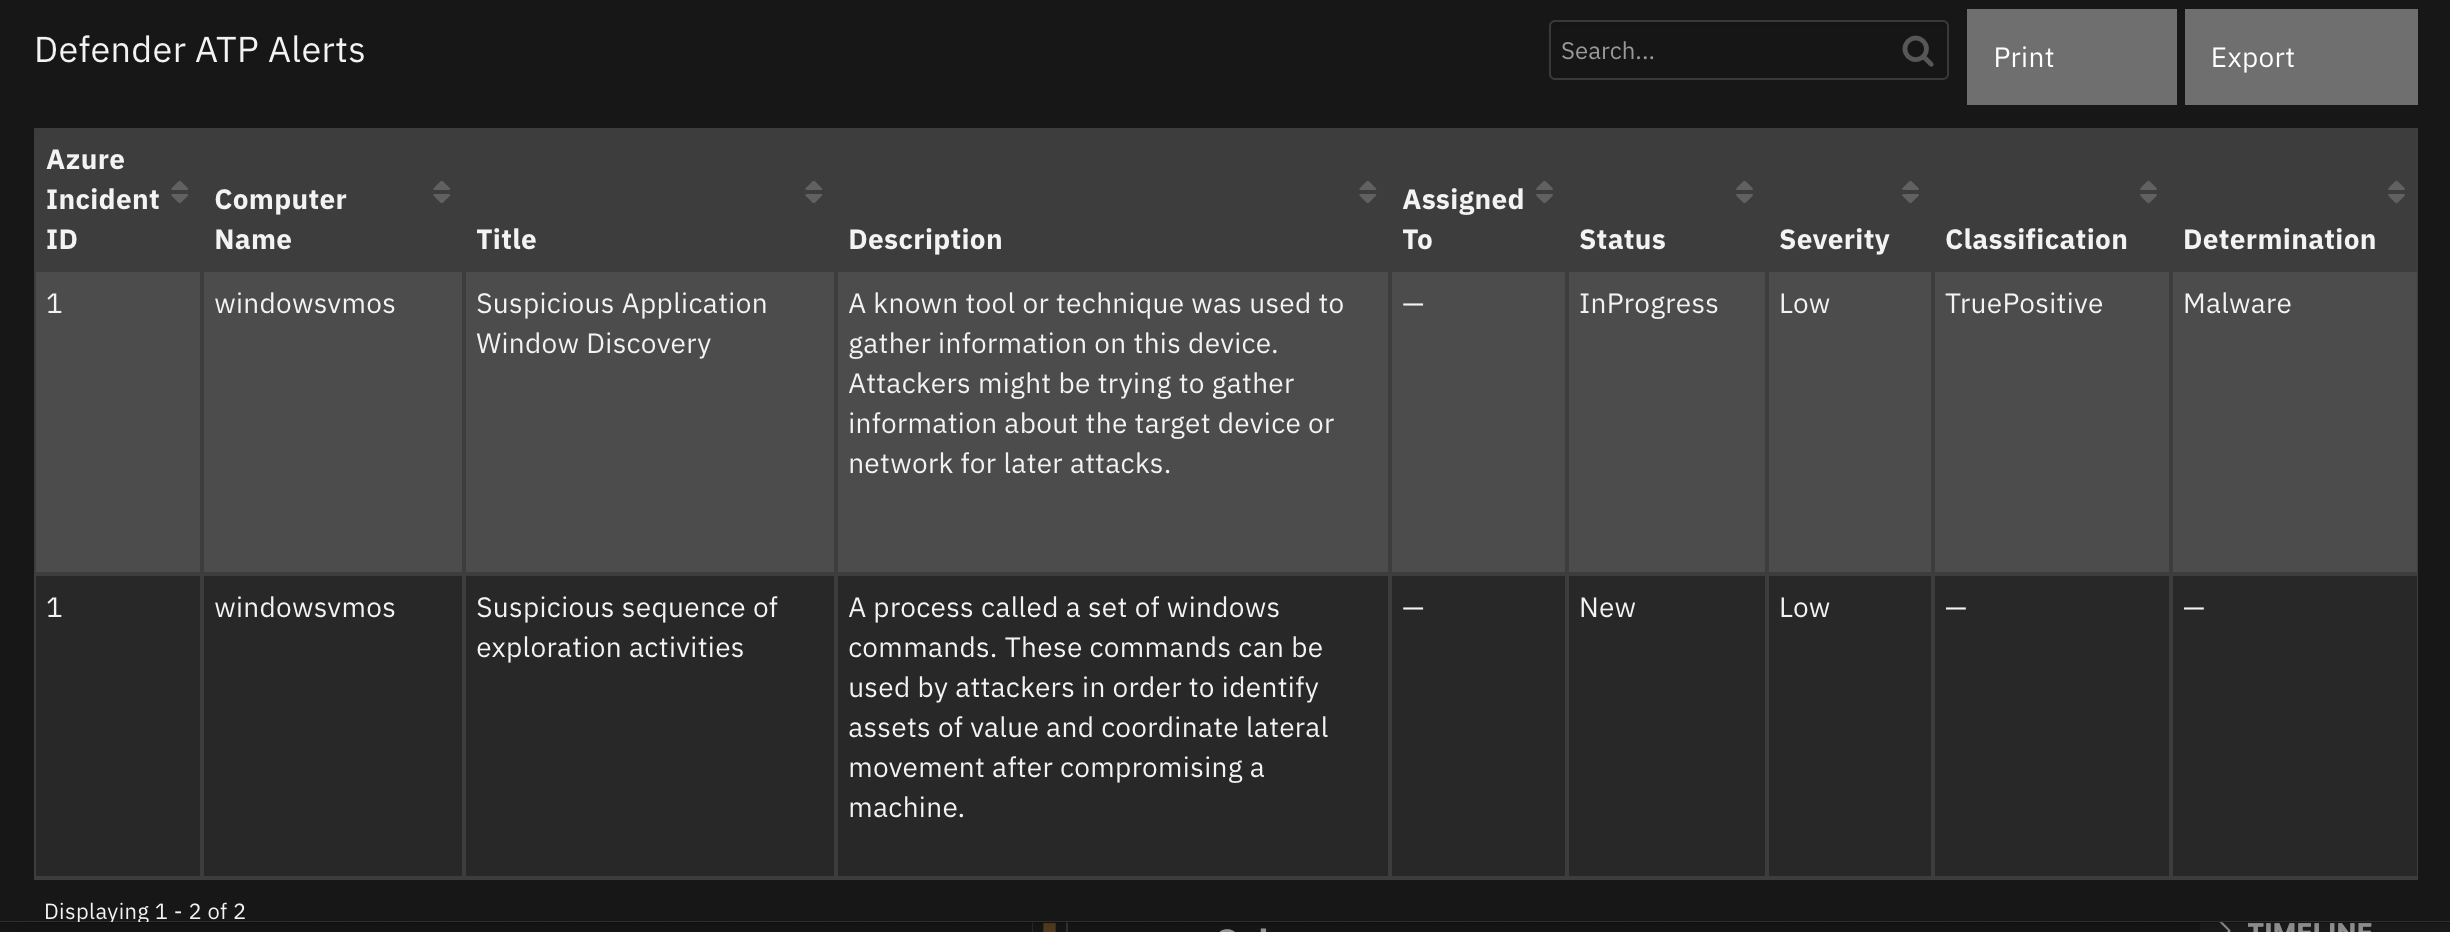 Defender ATP Alerts
Search...
Print
Export
Azure
Incident
ID
Computer
Name
Title
Description
Assigned
To
Status
Severity
Classification
Determination
1
windowsvmos
Suspicious Application
Window Discovery
A known tool or technique was used to
gather information on this device.
Attackers might be trying to gather
information about the target device or
network for later attacks.
—
InProgress
Low
TruePositive
Malware
1
windowsvmos
Suspicious sequence of
exploration activities
A process called a set of windows
commands. These commands can be
used by attackers in order to identify
assets of value and coordinate lateral
movement after compromising a
machine.
—
New
Low
—
—
Displaying 1 - 2 of 2
TIMELINE